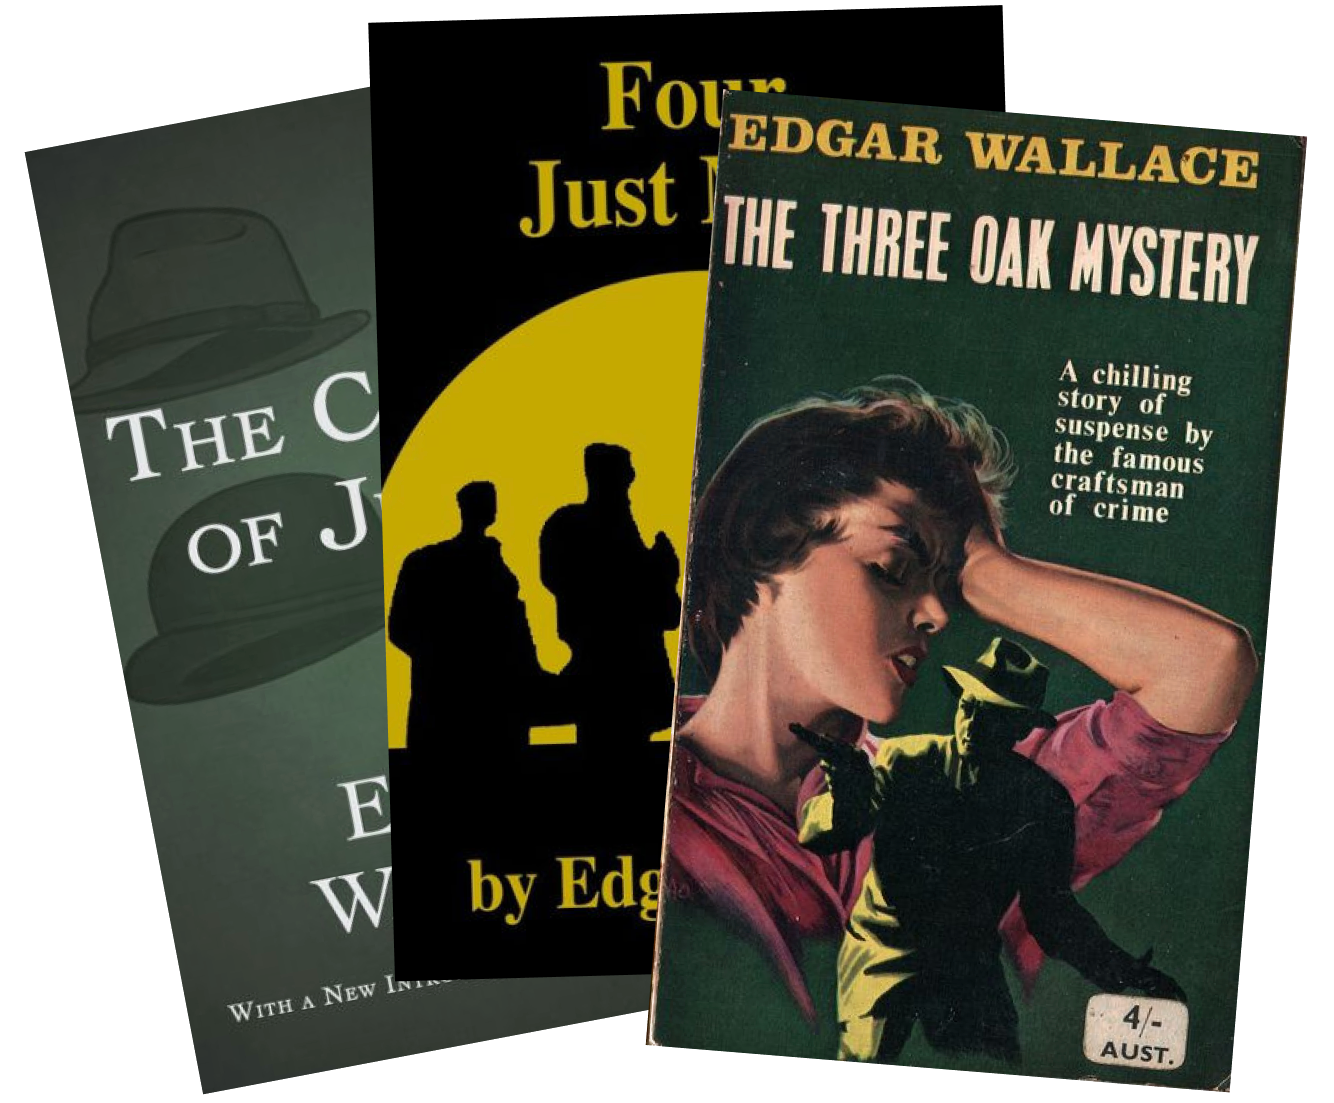 THE C
OF J
E
W
WITH A NEW
Four
Just
by Edg
EDGAR WALLACE
THE THREE OAK MYSTERY
A chilling
story of
suspense by
the famous
craftsman
of crime
4/-
AUST.